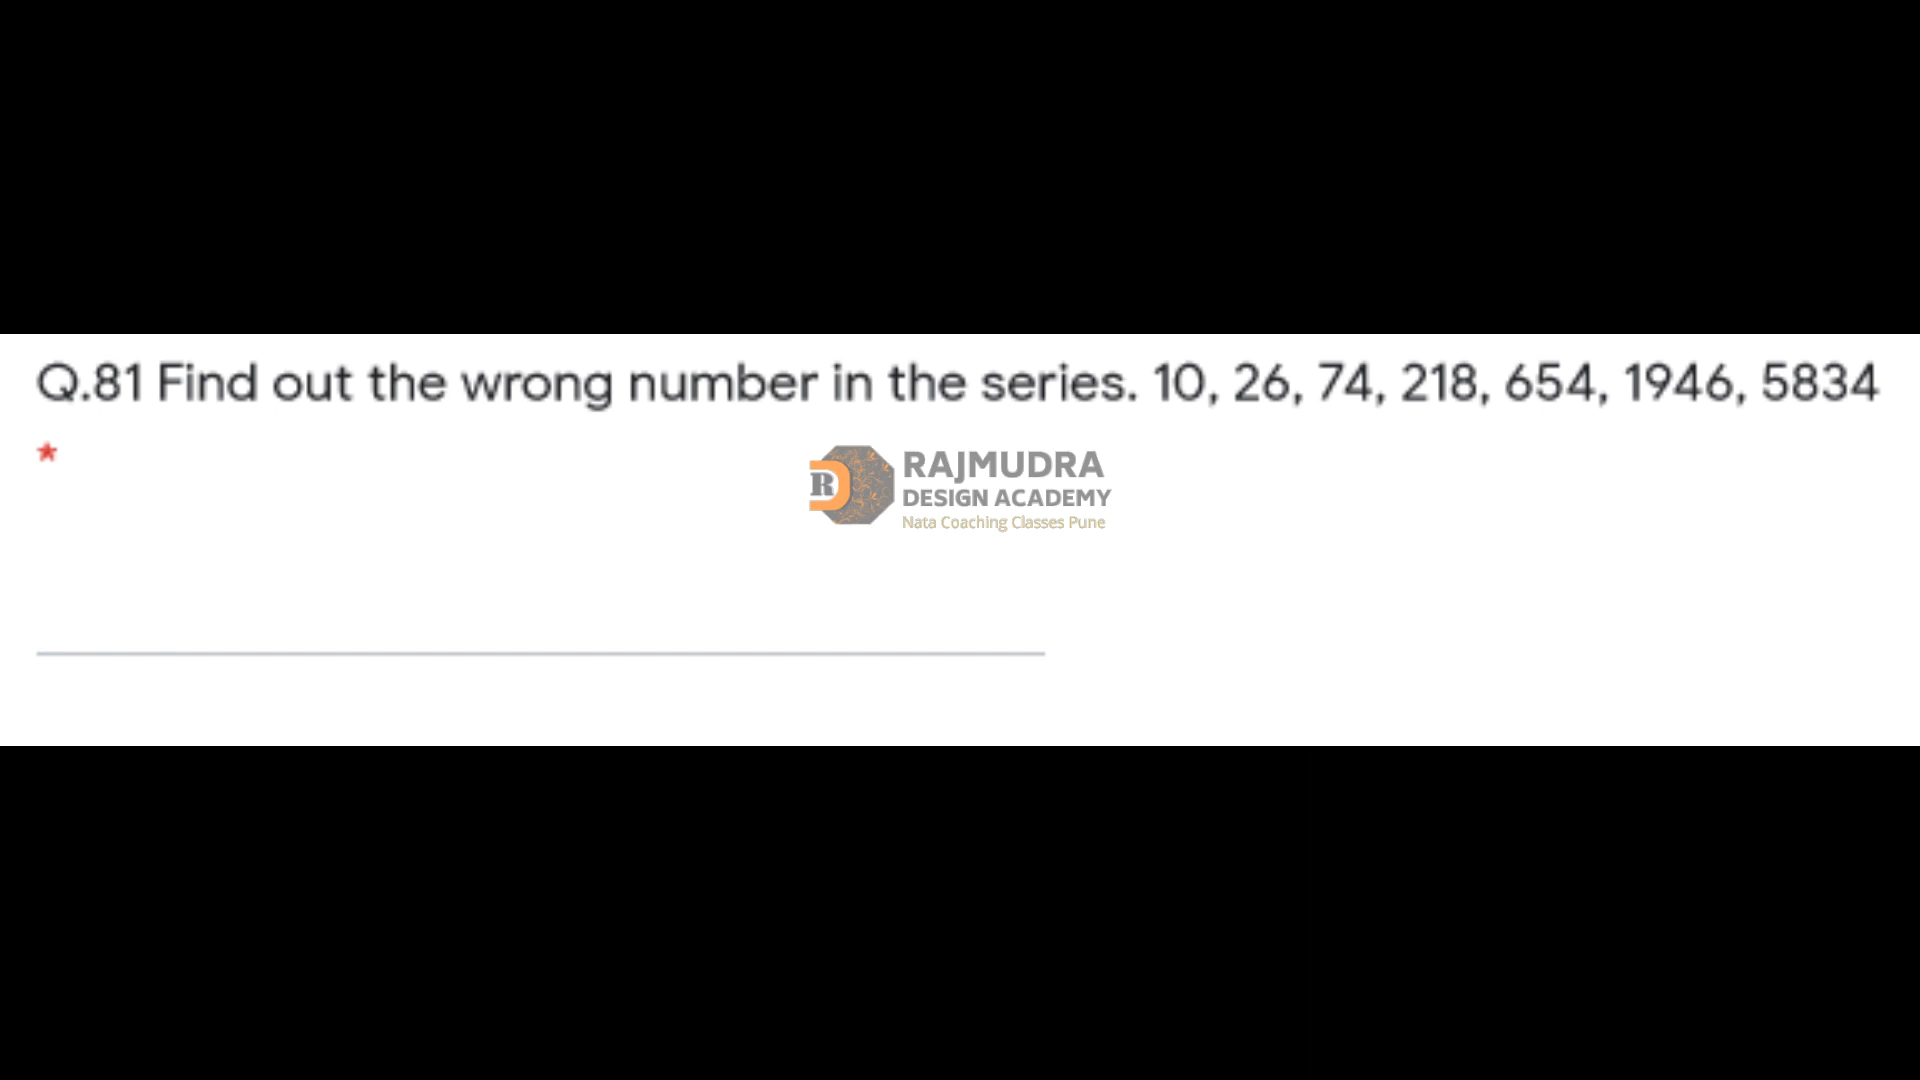 Q.81 Find out the wrong number in the series. 10, 26, 74, 218, 654, 1946, 5834
*
R
RAJMUDRA
DESIGN ACADEMY
Nata Coaching Classes Pune